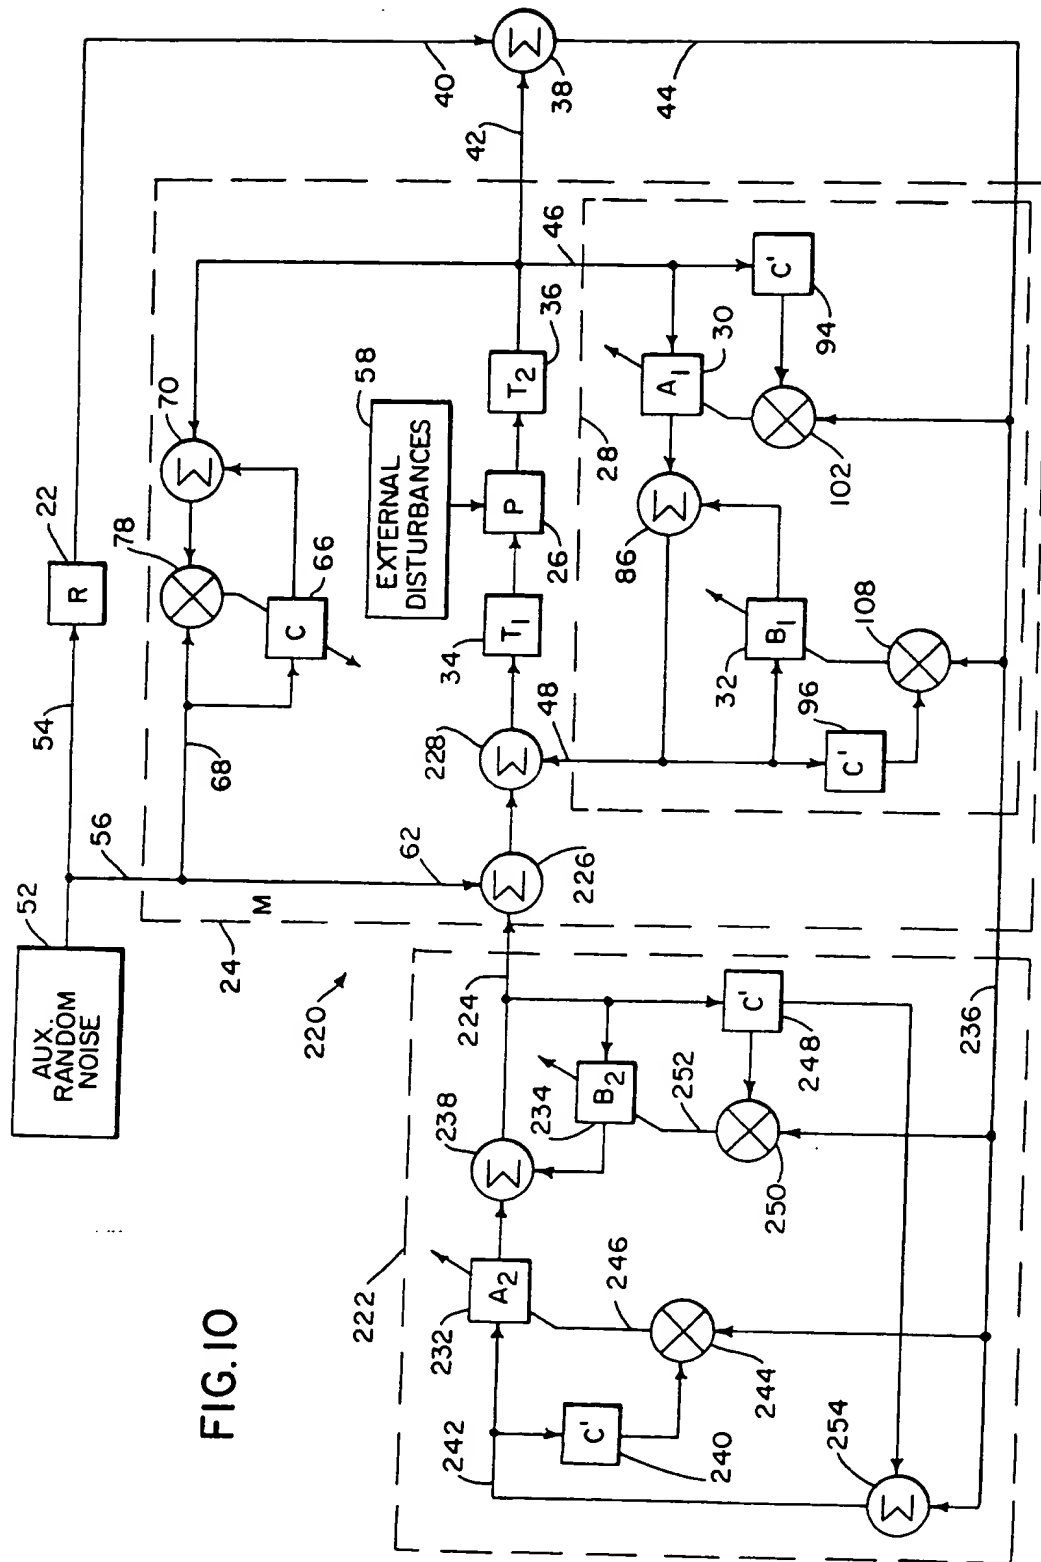 52
AUX.
RANDOM
NOISE
54
R
22
56
68
78
Σ
70
C
66
24
M
FIG.10
220
222
62
58
EXTERNAL
DISTURBANCES
40
34
T1
P
26
T2
36
42
Σ
38
242
232
A2
238
Σ
224
Σ
226
228
Σ
48
46
C'
240
246
234
B2
252
C'
248
244
250
254
Σ
236
28
86
Σ
A1
30
C'
94
102
32
B1
96
C'
108
44